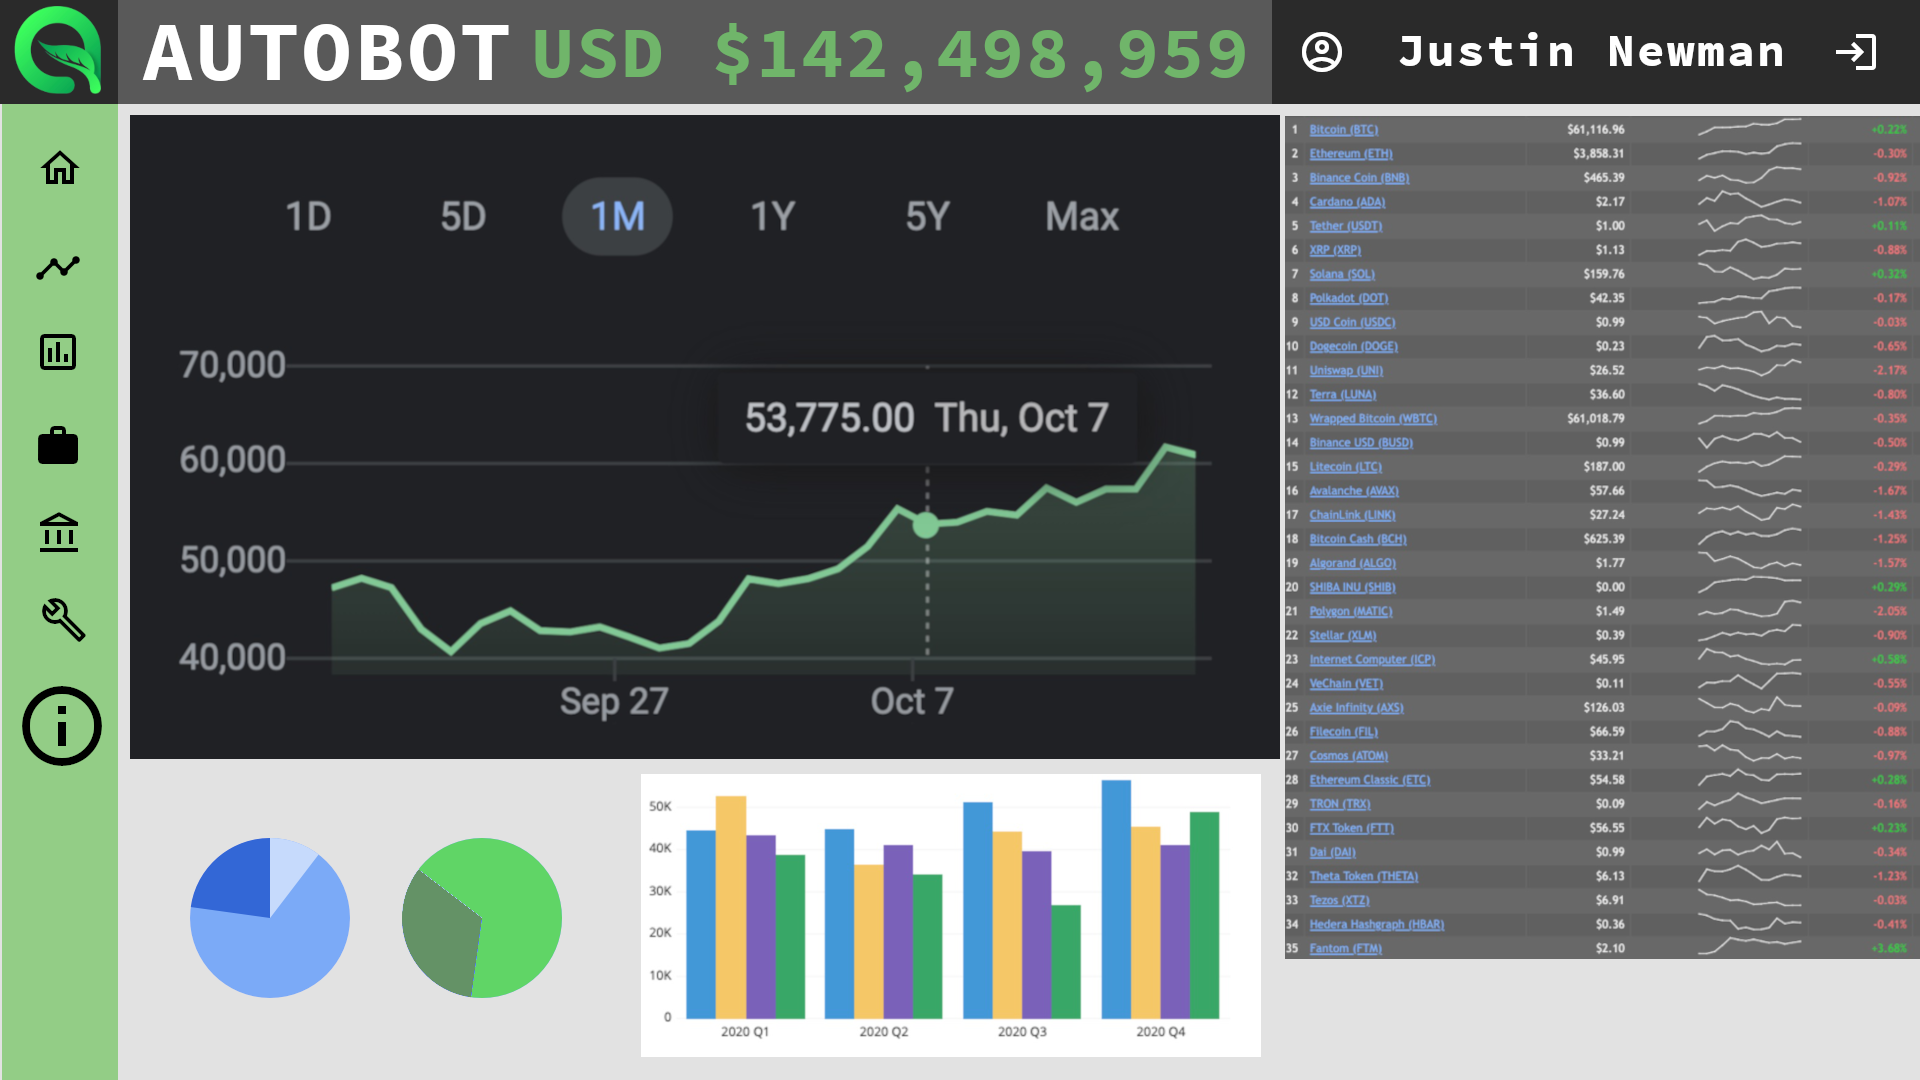 AUTOBOT USD $142,498,959 Justin Newman
1D 5D 1M 1Y 5Y Max
70,000
53,775.00 Thu, Oct 7
60,000
50,000
40,000
Sep 27 Oct 7
50K
40K
30K
20K
10K
0
2020 Q1 2020 Q2 2020 Q3 2020 Q4
1 Bitcoin (BTC) $61,116.96 +0.22%
2 Ethereum (ETH) $3,858.31 -0.30%
3 Binance Coin (BNB) $465.39 -0.92%
4 Cardano (ADA) $2.17 -1.07%
5 Tether (USDT) $1.00 +0.11%
6 XRP (XRP) $1.13 -0.88%
7 Solana (SOL) $159.76 +0.32%
8 Polkadot (DOT) $42.35 -0.17%
9 USD Coin (USDC) $0.99 -0.03%
10 Dogecoin (DOGE) $0.23 -0.65%
11 Uniswap (UNI) $26.52 -2.17%
12 Terra (LUNA) $36.60 -0.80%
13 Wrapped Bitcoin (WBTC) $61,018.79 -0.35%
14 Binance USD (BUSD) $0.99 -0.50%
15 Litecoin (LTC) $187.00 -0.29%
16 Avalanche (AVAX) $57.66 -1.67%
17 ChainLink (LINK) $27.24 -1.43%
18 Bitcoin Cash (BCH) $625.39 -1.25%
19 Algorand (ALGO) $1.77 -1.57%
20 SHIBA INU (SHIB) $0.00 +0.29%
21 Polygon (MATIC) $1.49 -2.05%
22 Stellar (XLM) $0.39 -0.90%
23 Internet Computer (ICP) $45.95 +0.58%
24 VeChain (VET) $0.11 -0.55%
25 Axie Infinity (AXS) $126.03 -0.09%
26 Filecoin (FIL) $66.59 -0.88%
27 Cosmos (ATOM) $33.21 -0.97%
28 Ethereum Classic (ETC) $54.58 +0.28%
29 TRON (TRX) $0.09 -0.16%
30 FTX Token (FTT) $56.55 +0.23%
31 Dai (DAI) $0.99 -0.34%
32 Theta Token (THETA) $6.13 -1.23%
33 Tezos (XTZ) $6.91 -0.03%
34 Hedera Hashgraph (HBAR) $0.36 -0.41%
35 Fantom (FTM) $2.10 +3.68%